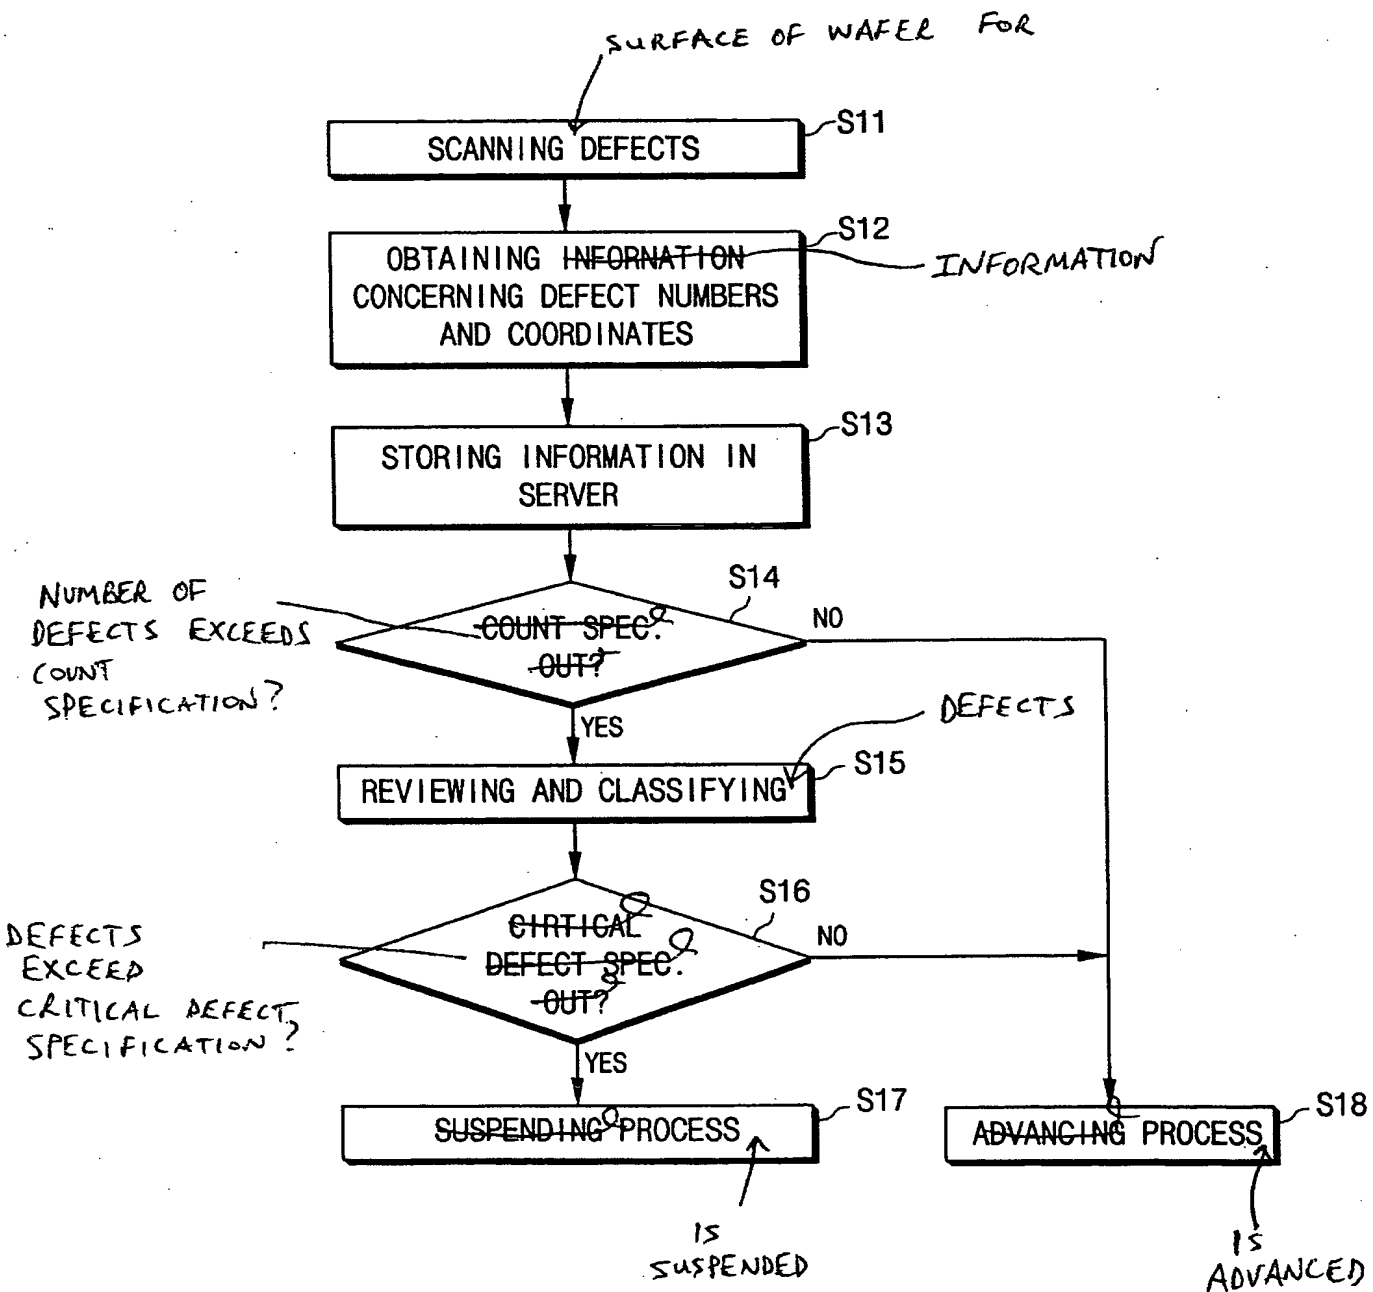 SURFACE OF WAFER FOR
SCANNING DEFECTS
S11
OBTAINING INFORNATION
CONCERNING DEFECT NUMBERS
AND COORDINATES
S12
INFORMATION
STORING INFORMATION IN
SERVER
S13
NUMBER OF
DEFECTS EXCEEDS
COUNT
SPECIFICATION?
COUNT SPEC.
OUT?
S14
NO
YES
DEFECTS
REVIEWING AND CLASSIFYING
S15
DEFECTS
EXCEED
CRITICAL DEFECT
SPECIFICATION?
CIRTICAL
DEFECT SPEC.
OUT?
S16
NO
YES
SUSPENDING PROCESS
S17
IS
SUSPENDED
ADVANCING PROCESS
S18
IS
ADVANCED